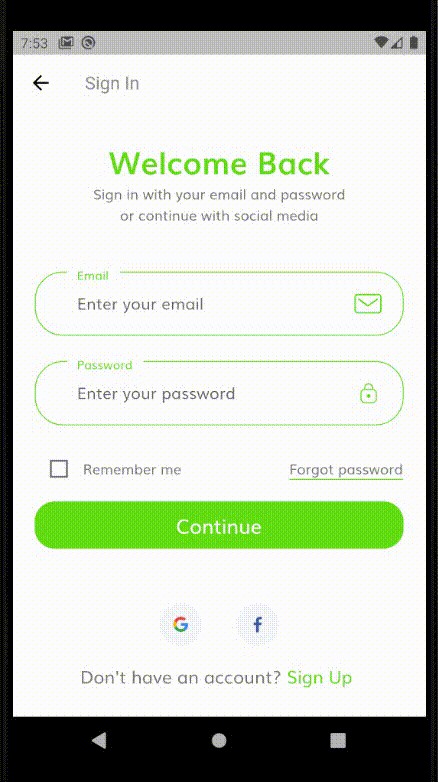 7:53
Sign In
Welcome Back
Sign in with your email and password
or continue with social media
Email
Enter your email
Password
Enter your password
Remember me
Forgot password
Continue
G f
Don't have an account? Sign Up